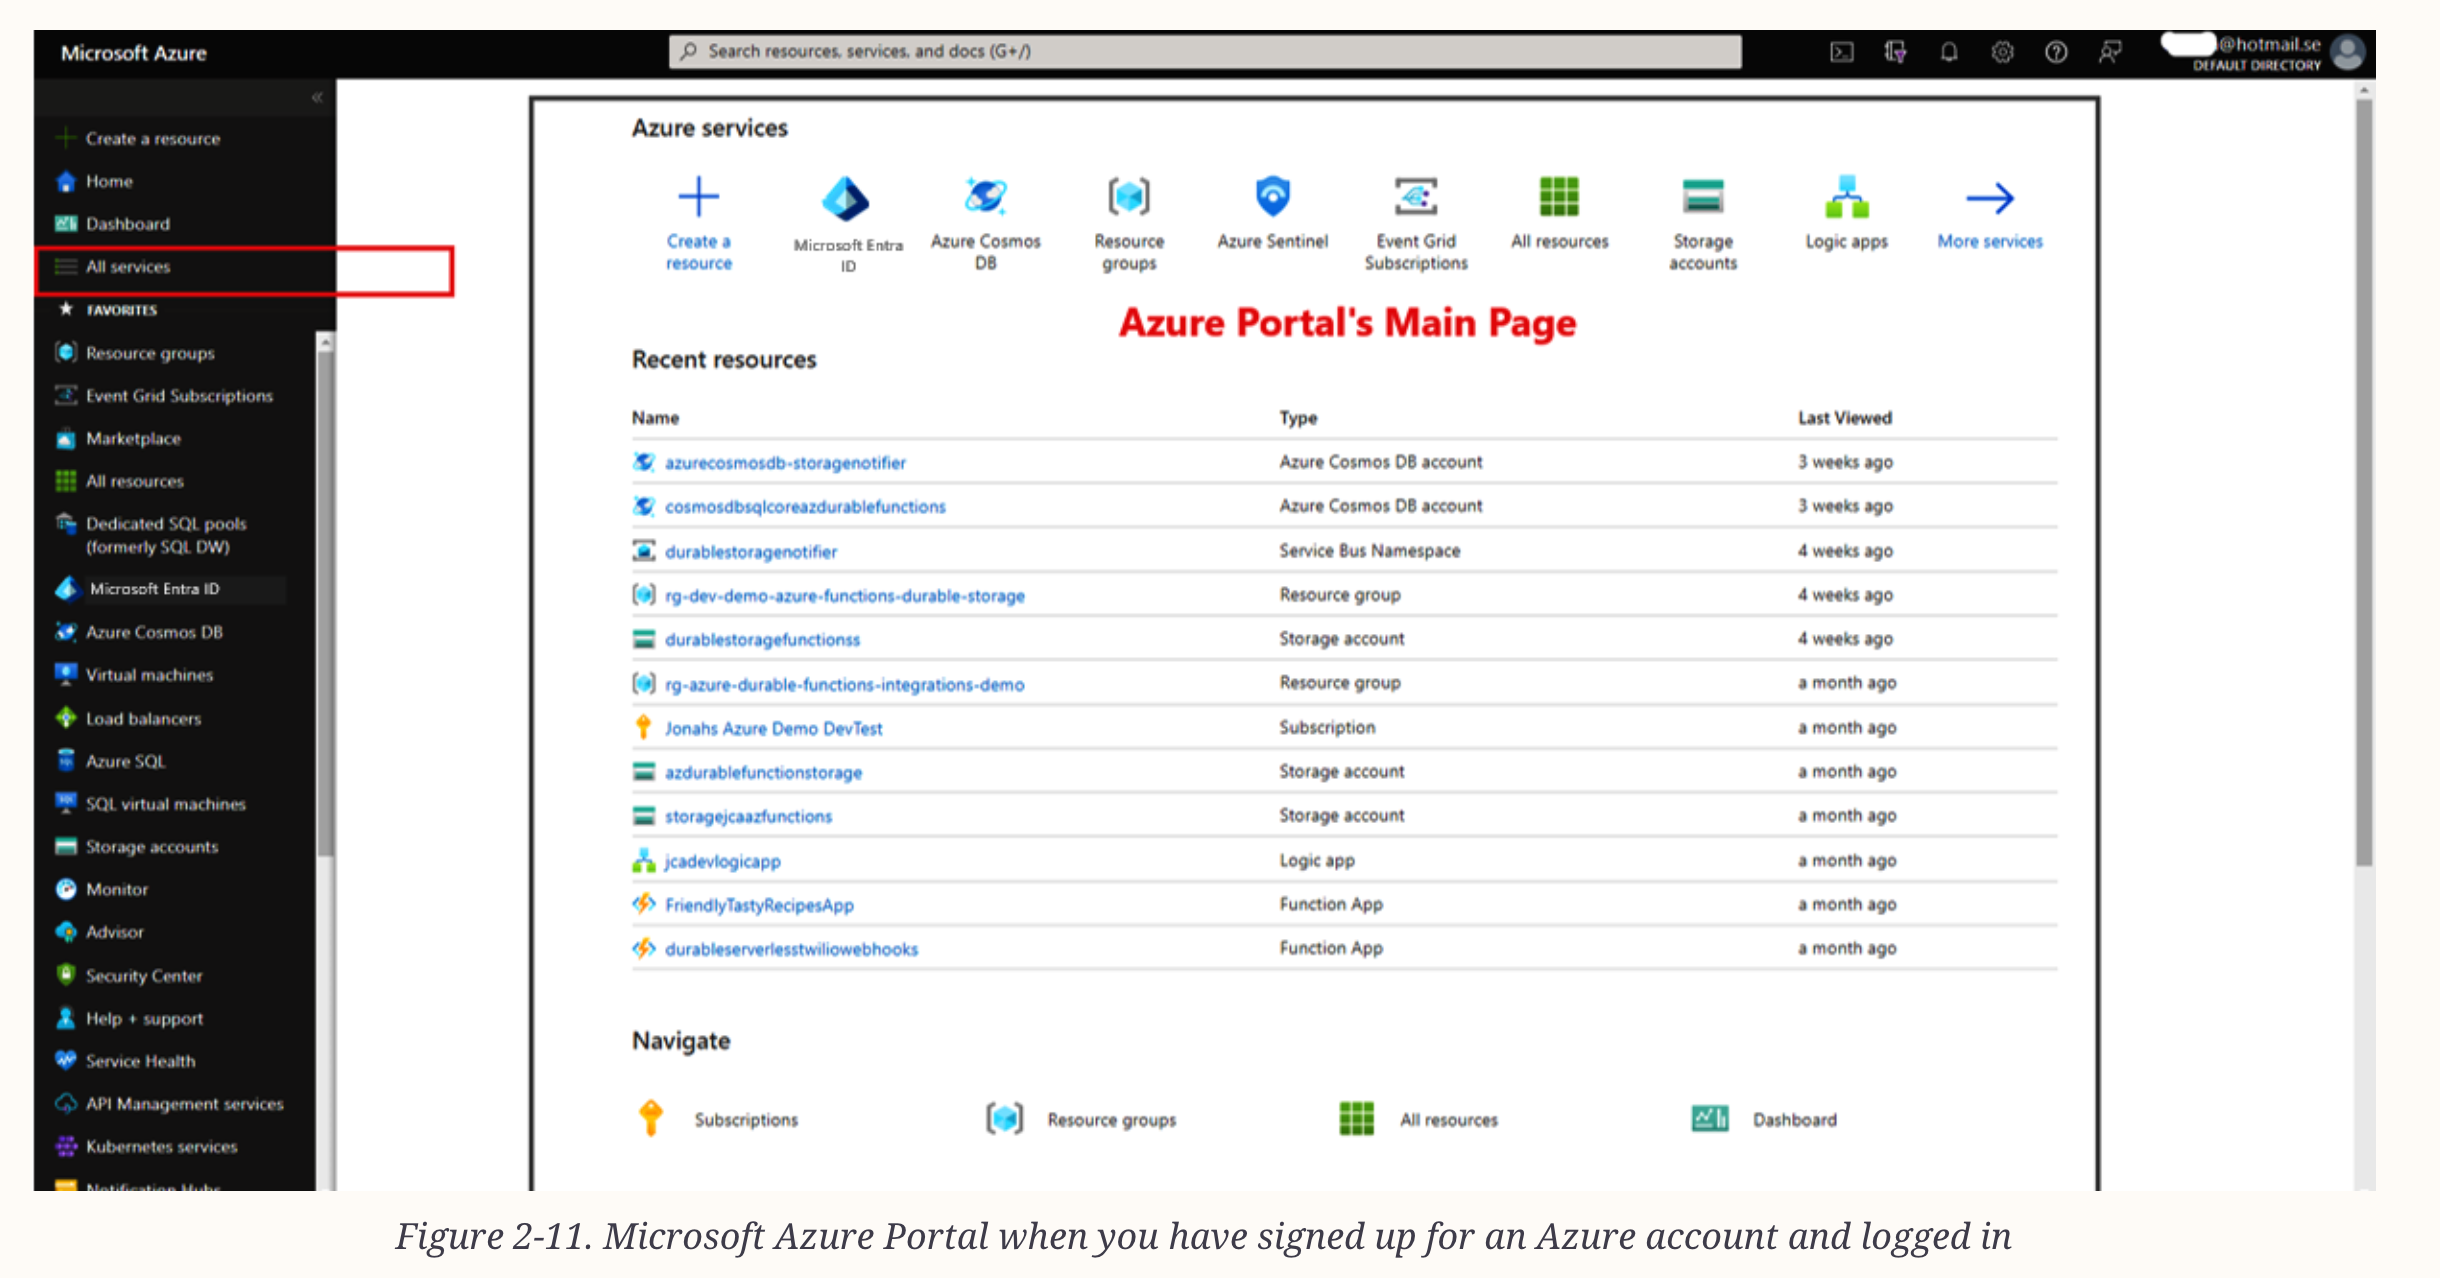 Microsoft Azure
Search resources, services, and docs (G+/)
@hotmail.se
DEFAULT DIRECTORY
«
Create a resource
Home
Dashboard
All services
FAVORITES
Resource groups
Event Grid Subscriptions
Marketplace
All resources
Dedicated SQL pools
(formerly SQL DW)
Microsoft Entra ID
Azure Cosmos DB
Virtual machines
Load balancers
Azure SQL
SQL virtual machines
Storage accounts
Monitor
Advisor
Security Center
Help + support
Service Health
API Management services
Kubernetes services
Notification Hubs
Azure services
Create a
resource
Microsoft Entra
ID
Azure Cosmos
DB
Resource
groups
Azure Sentinel
Event Grid
Subscriptions
All resources
Storage
accounts
Logic apps
More services
Azure Portal's Main Page
Recent resources
Name Type Last Viewed
azurecosmosdb-storagenotifier Azure Cosmos DB account 3 weeks ago
cosmosdbsqlcoreazdurablefunctions Azure Cosmos DB account 3 weeks ago
durablestoragenotifier Service Bus Namespace 4 weeks ago
rg-dev-demo-azure-functions-durable-storage Resource group 4 weeks ago
durablestoragefunctionss Storage account 4 weeks ago
rg-azure-durable-functions-integrations-demo Resource group a month ago
Jonahs Azure Demo DevTest Subscription a month ago
azdurablefunctionstorage Storage account a month ago
storagejcaazfunctions Storage account a month ago
jcadevlogicapp Logic app a month ago
FriendlyTastyRecipesApp Function App a month ago
durableserverlesstwiliowebhooks Function App a month ago
Navigate
Subscriptions Resource groups All resources Dashboard
Figure 2-11. Microsoft Azure Portal when you have signed up for an Azure account and logged in